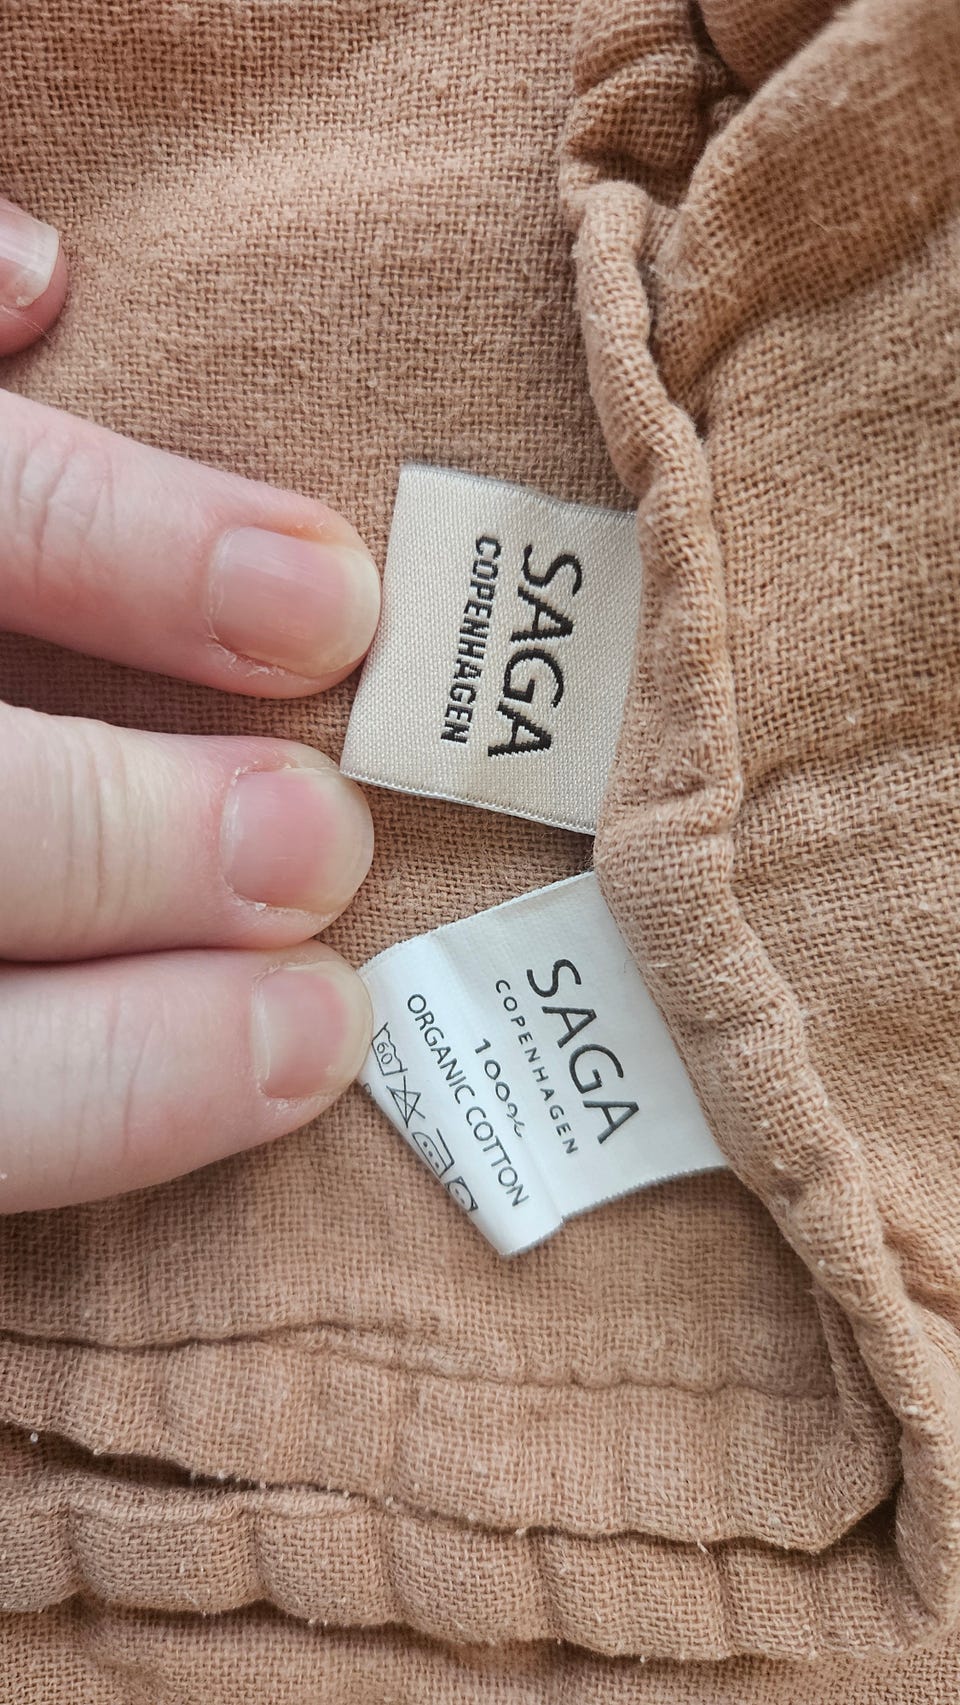 SAGA
COPENHAGEN
SAGA
COPENHAGEN
100%
ORGANIC COTTON
60